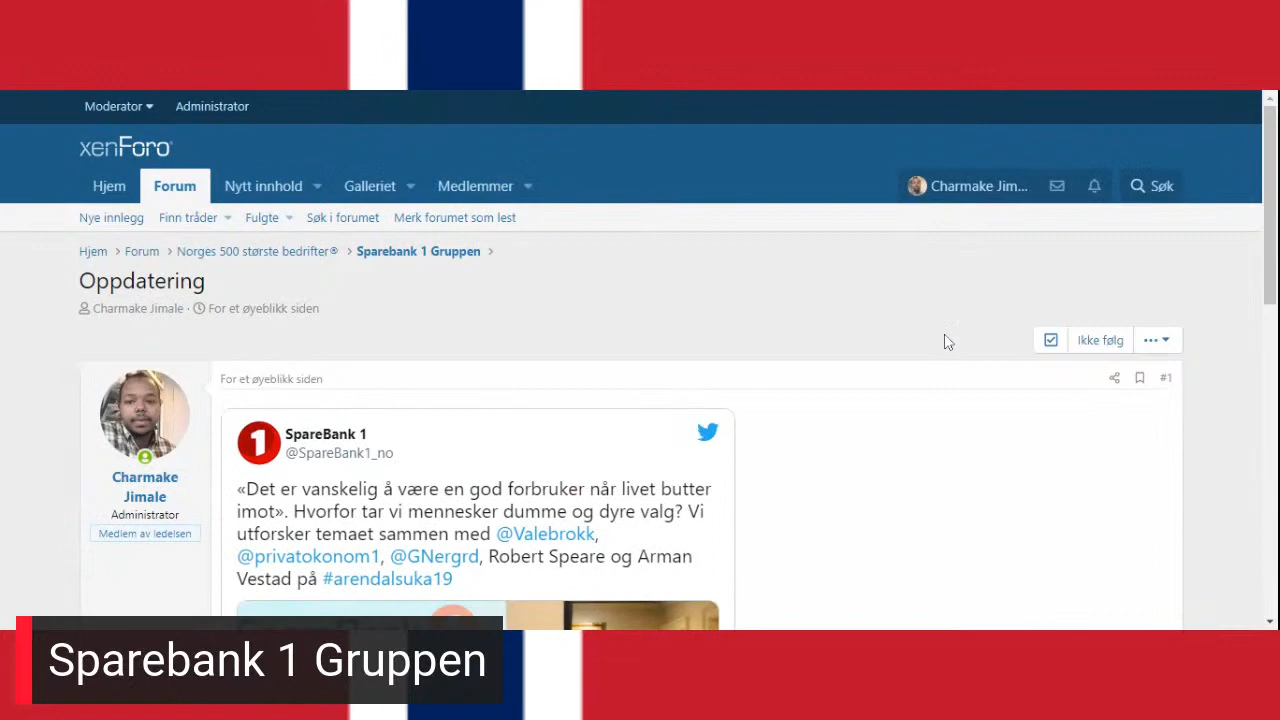 Moderator Administrator
xenForo
Hjem Forum Nytt innhold Galleriet Medlemmer Charmake Jim... Søk
Nye innlegg Finn tråder Fulgte Søk i forumet Merk forumet som lest
Hjem Forum Norges 500 største bedrifter® Sparebank 1 Gruppen
Oppdatering
Charmake Jimale · For et øyeblikk siden
Ikke følg •••
For et øyeblikk siden #1
1 SpareBank 1
@SpareBank1_no
«Det er vanskelig å være en god forbruker når livet butter
imot». Hvorfor tar vi mennesker dumme og dyre valg? Vi
utforsker temaet sammen med @Valebrokk,
@privatokonom1, @GNergrd, Robert Speare og Arman
Vestad på #arendalsuka19
Charmake
Jimale
Administrator
Medlem av ledelsen
Sparebank 1 Gruppen